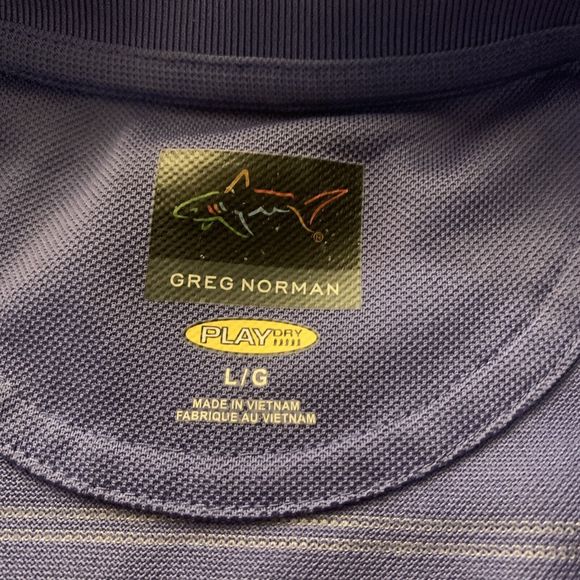 ®
GREG NORMAN
PLAYDRY
L/G
MADE IN VIETNAM
FABRIQUE AU VIETNAM